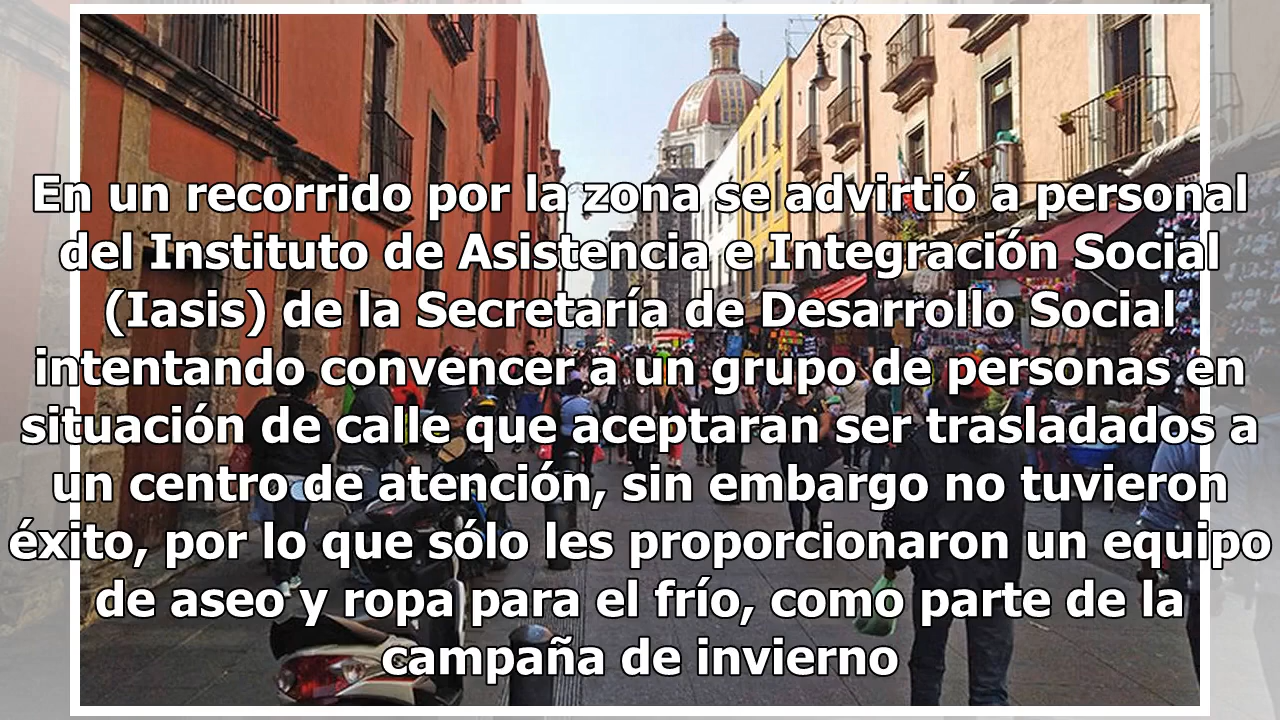 En un recorrido por la zona se advirtió a personal
del Instituto de Asistencia e Integración Social
(Iasis) de la Secretaría de Desarrollo Social
intentando convencer a un grupo de personas en
situación de calle que aceptaran ser trasladados a
un centro de atención, sin embargo no tuvieron
éxito, por lo que sólo les proporcionaron un equipo
de aseo y ropa para el frío, como parte de la
campaña de invierno